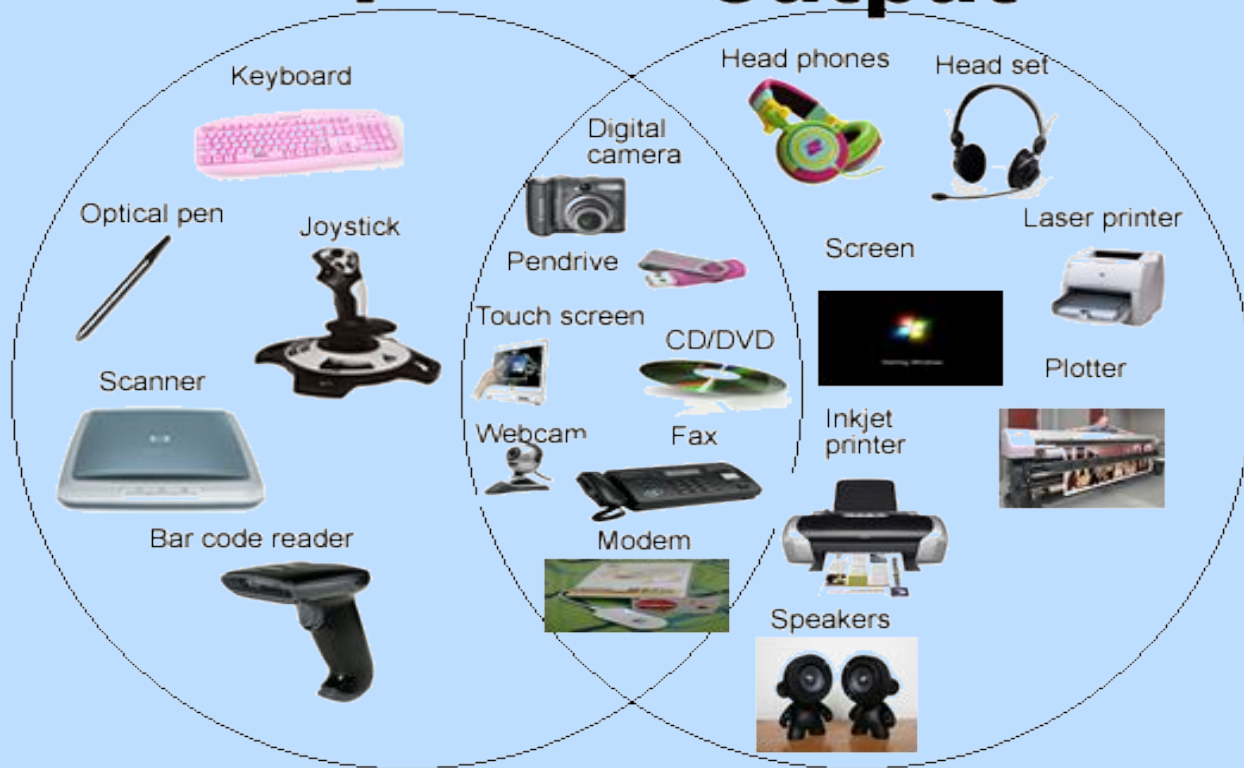 Output
Keyboard
Optical pen
Joystick
Scanner
Bar code reader
Digital
camera
Pendrive
Touch screen
CD/DVD
Webcam
Fax
Modem
Head phones
Head set
Laser printer
Screen
Plotter
Inkjet
printer
Speakers